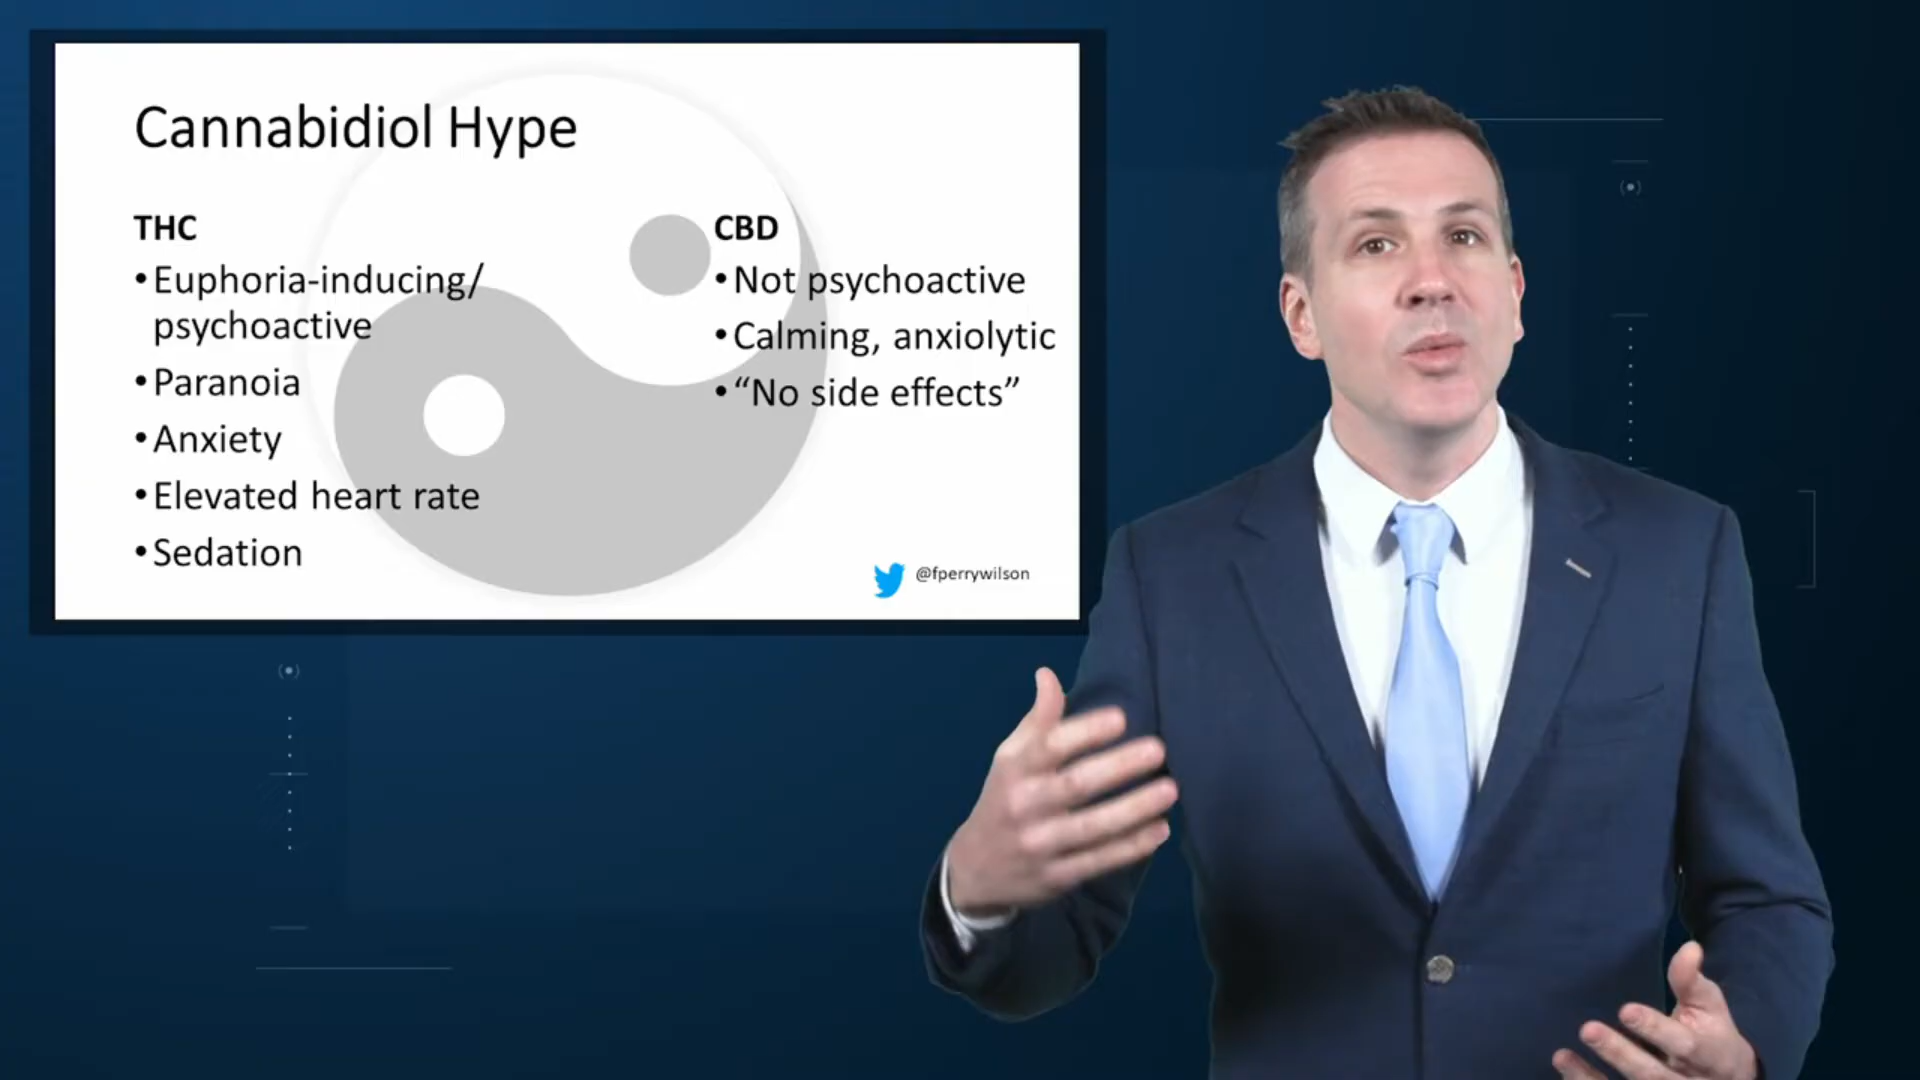 Cannabidiol Hype
THC
•Euphoria-inducing/
psychoactive
•Paranoia
•Anxiety
•Elevated heart rate
•Sedation
CBD
•Not psychoactive
•Calming, anxiolytic
•“No side effects”
@fperrywilson